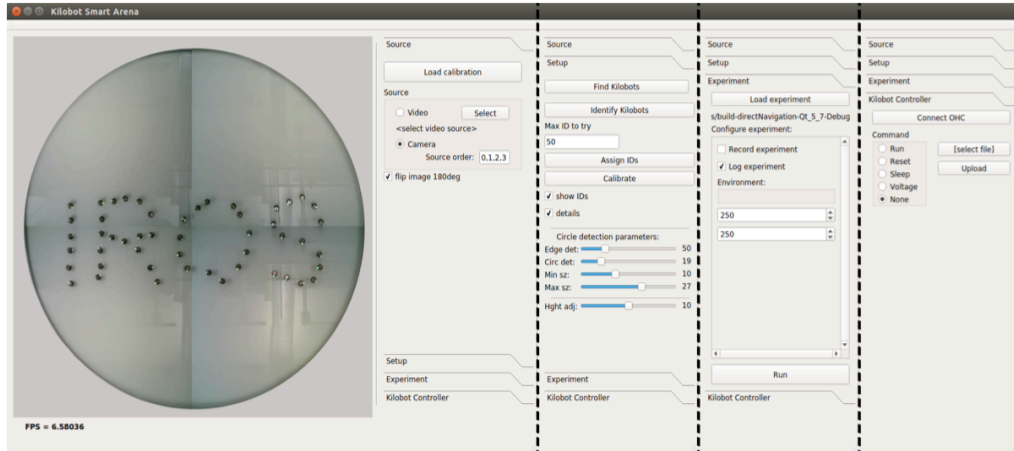 Kilobot Smart Arena
IROS
FPS = 6.58036
Source
Load calibration
Source
Video
Select
<select video source>
Camera
Source order: 0,1,2,3
flip image 180deg
Setup
Experiment
Kilobot Controller
Source
Setup
Find Kilobots
Identify Kilobots
Max ID to try
50
Assign IDs
Calibrate
show IDs
details
Circle detection parameters:
Edge det: 50
Circ det: 19
Min sz: 10
Max sz: 27
Hght adj: 10
Experiment
Kilobot Controller
Source
Setup
Experiment
Load experiment
s/build-directNavigation-Qt_5_7-Debug
Configure experiment:
Record experiment
Log experiment
Environment:
250
250
Run
Kilobot Controller
Source
Setup
Experiment
Kilobot Controller
Connect OHC
Command
Run
[select file]
Reset
Sleep
Upload
Voltage
None